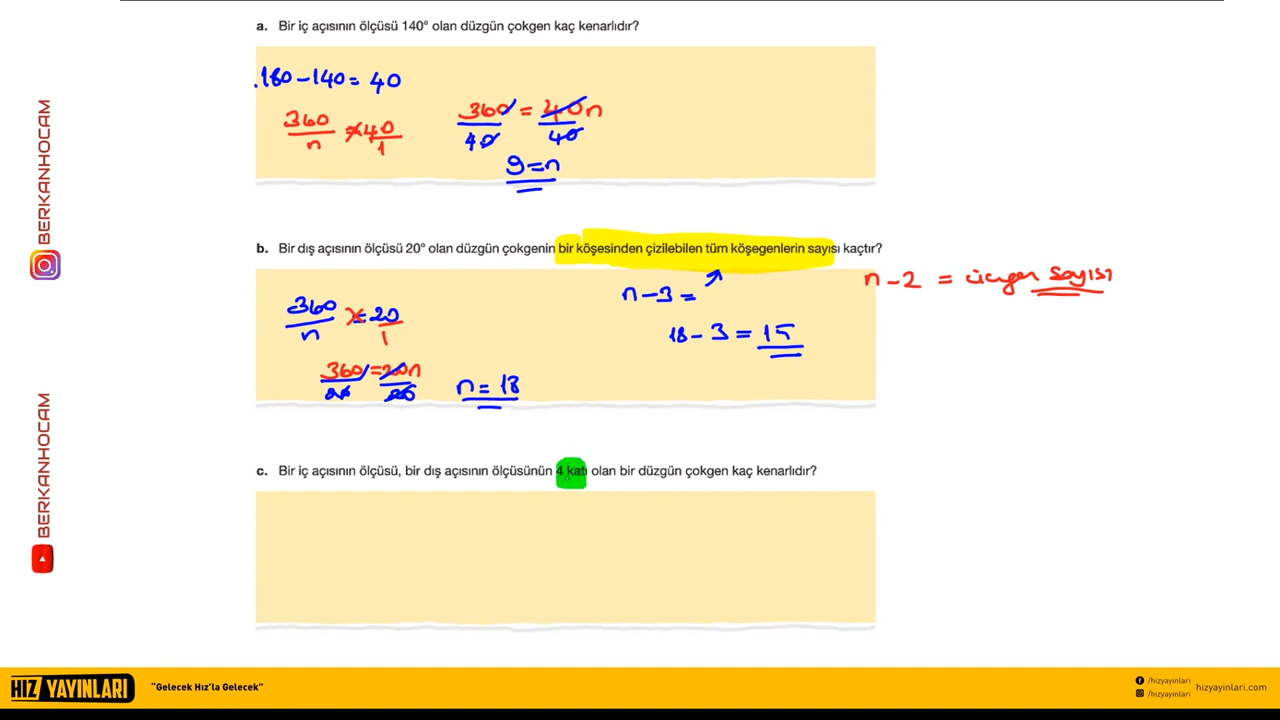 a. Bir iç açısının ölçüsü 140° olan düzgün çokgen kaç kenarlıdır?
180 - 140 = 40
360/n = 40/1
360/40 = 40n/40
9 = n
BERKANHOCAM
b. Bir dış açısının ölçüsü 20° olan düzgün çokgenin bir köşesinden çizilebilen tüm köşegenlerin sayısı kaçtır?
n - 2 = üçgen sayısı
n - 3 =
360/n = 20/1
18 - 3 = 15
360/20 = 20n/20
n = 18
BERKANHOCAM
c. Bir iç açısının ölçüsü, bir dış açısının ölçüsünün 4 katı olan bir düzgün çokgen kaç kenarlıdır?
HIZ YAYINLARI
"Gelecek Hız'la Gelecek"
/hizyayinlari
/hizyayinlari
hizyayinlari.com